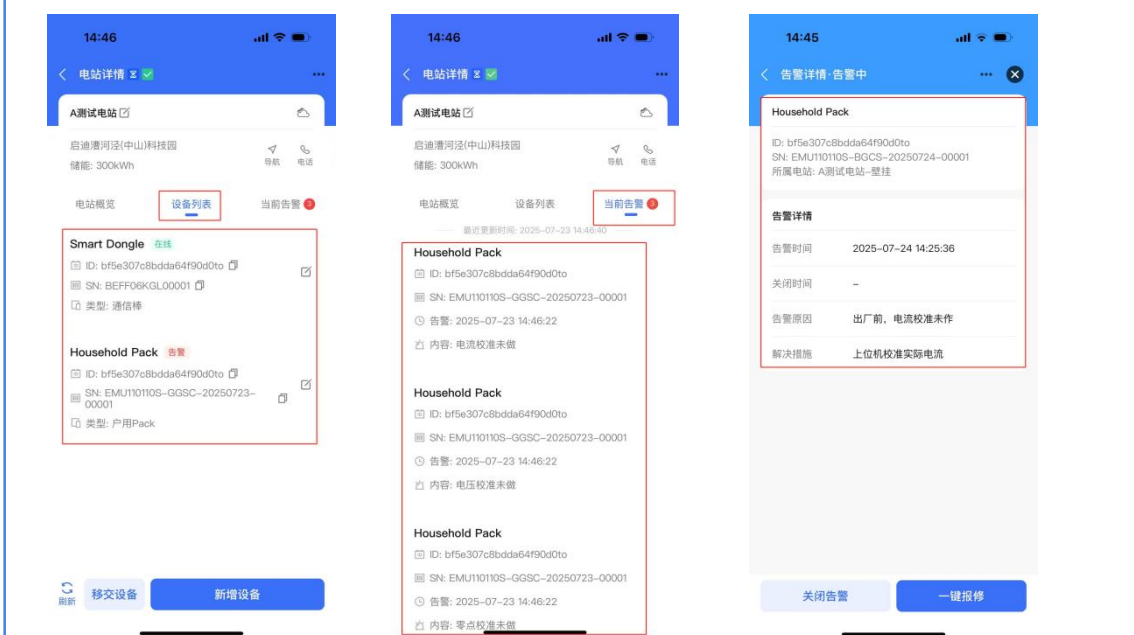 14:46
电站详情
A测试电站
启迪漕河泾(中山)科技园
储能: 300kWh
导航 电话
电站概览 设备列表 当前告警 3
Smart Dongle 在线
ID: bf5e307c8bdda64f90d0to
SN: BEFF06KGL00001
类型: 通信棒
Household Pack 告警
ID: bf5e307c8bdda64f90d0to
SN: EMU110110S-GGSC-20250723-
00001
类型: 户用Pack
刷新 移交设备 新增设备
14:46
电站详情
A测试电站
启迪漕河泾(中山)科技园
储能: 300kWh
导航 电话
电站概览 设备列表 当前告警 3
最近更新时间: 2025-07-23 14:46:40
Household Pack
ID: bf5e307c8bdda64f90d0to
SN: EMU110110S-GGSC-20250723-00001
告警: 2025-07-23 14:46:22
内容: 电流校准未做
Household Pack
ID: bf5e307c8bdda64f90d0to
SN: EMU110110S-GGSC-20250723-00001
告警: 2025-07-23 14:46:22
内容: 电压校准未做
Household Pack
ID: bf5e307c8bdda64f90d0to
SN: EMU110110S-GGSC-20250723-00001
告警: 2025-07-23 14:46:22
内容: 零点校准未做
14:45
告警详情·告警中
Household Pack
ID: bf5e307c8bdda64f90d0to
SN: EMU110110S-BGCS-20250724-00001
所属电站: A测试电站-壁挂
告警详情
告警时间 2025-07-24 14:25:36
关闭时间 –
告警原因 出厂前，电流校准未作
解决措施 上位机校准实际电流
关闭告警 一键报修